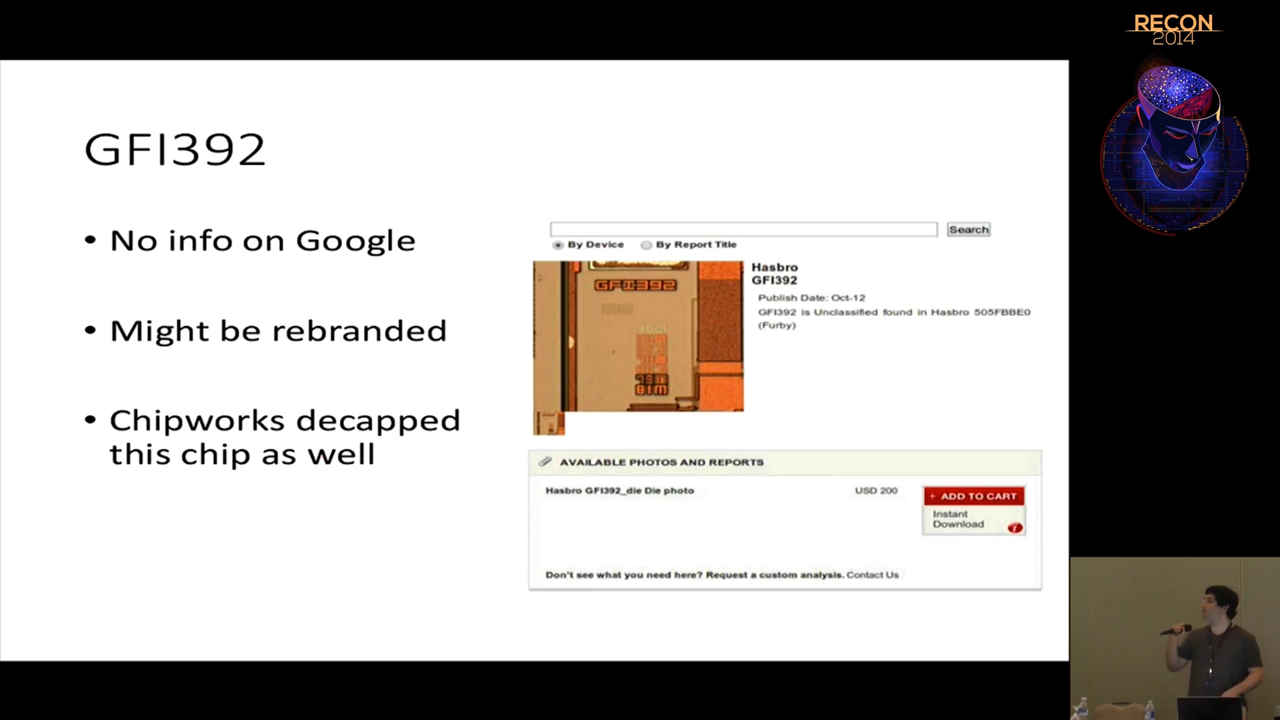 RECON
2014
GFI392
• No info on Google
• Might be rebranded
• Chipworks decapped
this chip as well
Search
By Device
By Report Title
GFI392
Hasbro
GFI392
Publish Date: Oct-12
GFI392 is Unclassified found in Hasbro 505FBBE0
(Furby)
AVAILABLE PHOTOS AND REPORTS
Hasbro GFI392_die Die photo
USD 200
+ ADD TO CART
Instant
Download
Don't see what you need here? Request a custom analysis. Contact Us